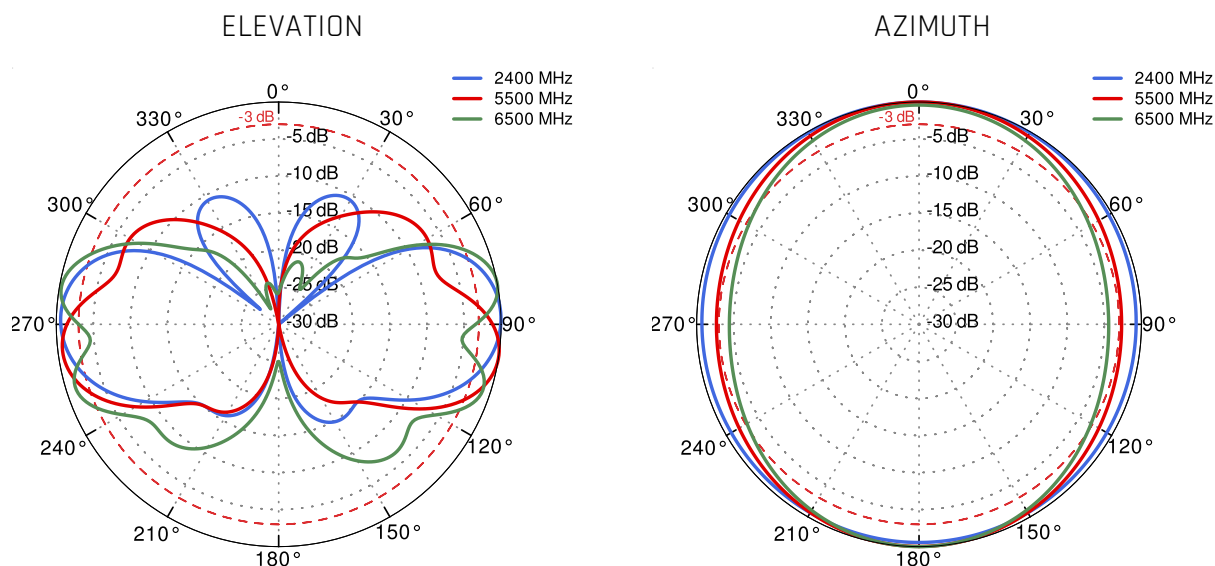 ELEVATION
2400 MHz
5500 MHz
6500 MHz
0°
-3 dB
330°
30°
-5 dB
-10 dB
300°
60°
-15 dB
-20 dB
-25 dB
270°
-30 dB
90°
240°
120°
210°
150°
180°
AZIMUTH
2400 MHz
5500 MHz
6500 MHz
0°
-3 dB
330°
30°
-5 dB
-10 dB
300°
60°
-15 dB
-20 dB
-25 dB
270°
-30 dB
90°
240°
120°
210°
150°
180°